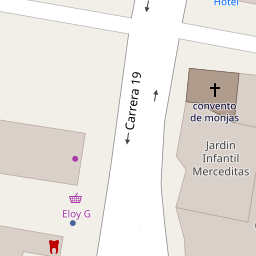 Hotel
Carrera 19
convento
de monjas
Jardin
Infantil
Merceditas
Eloy G